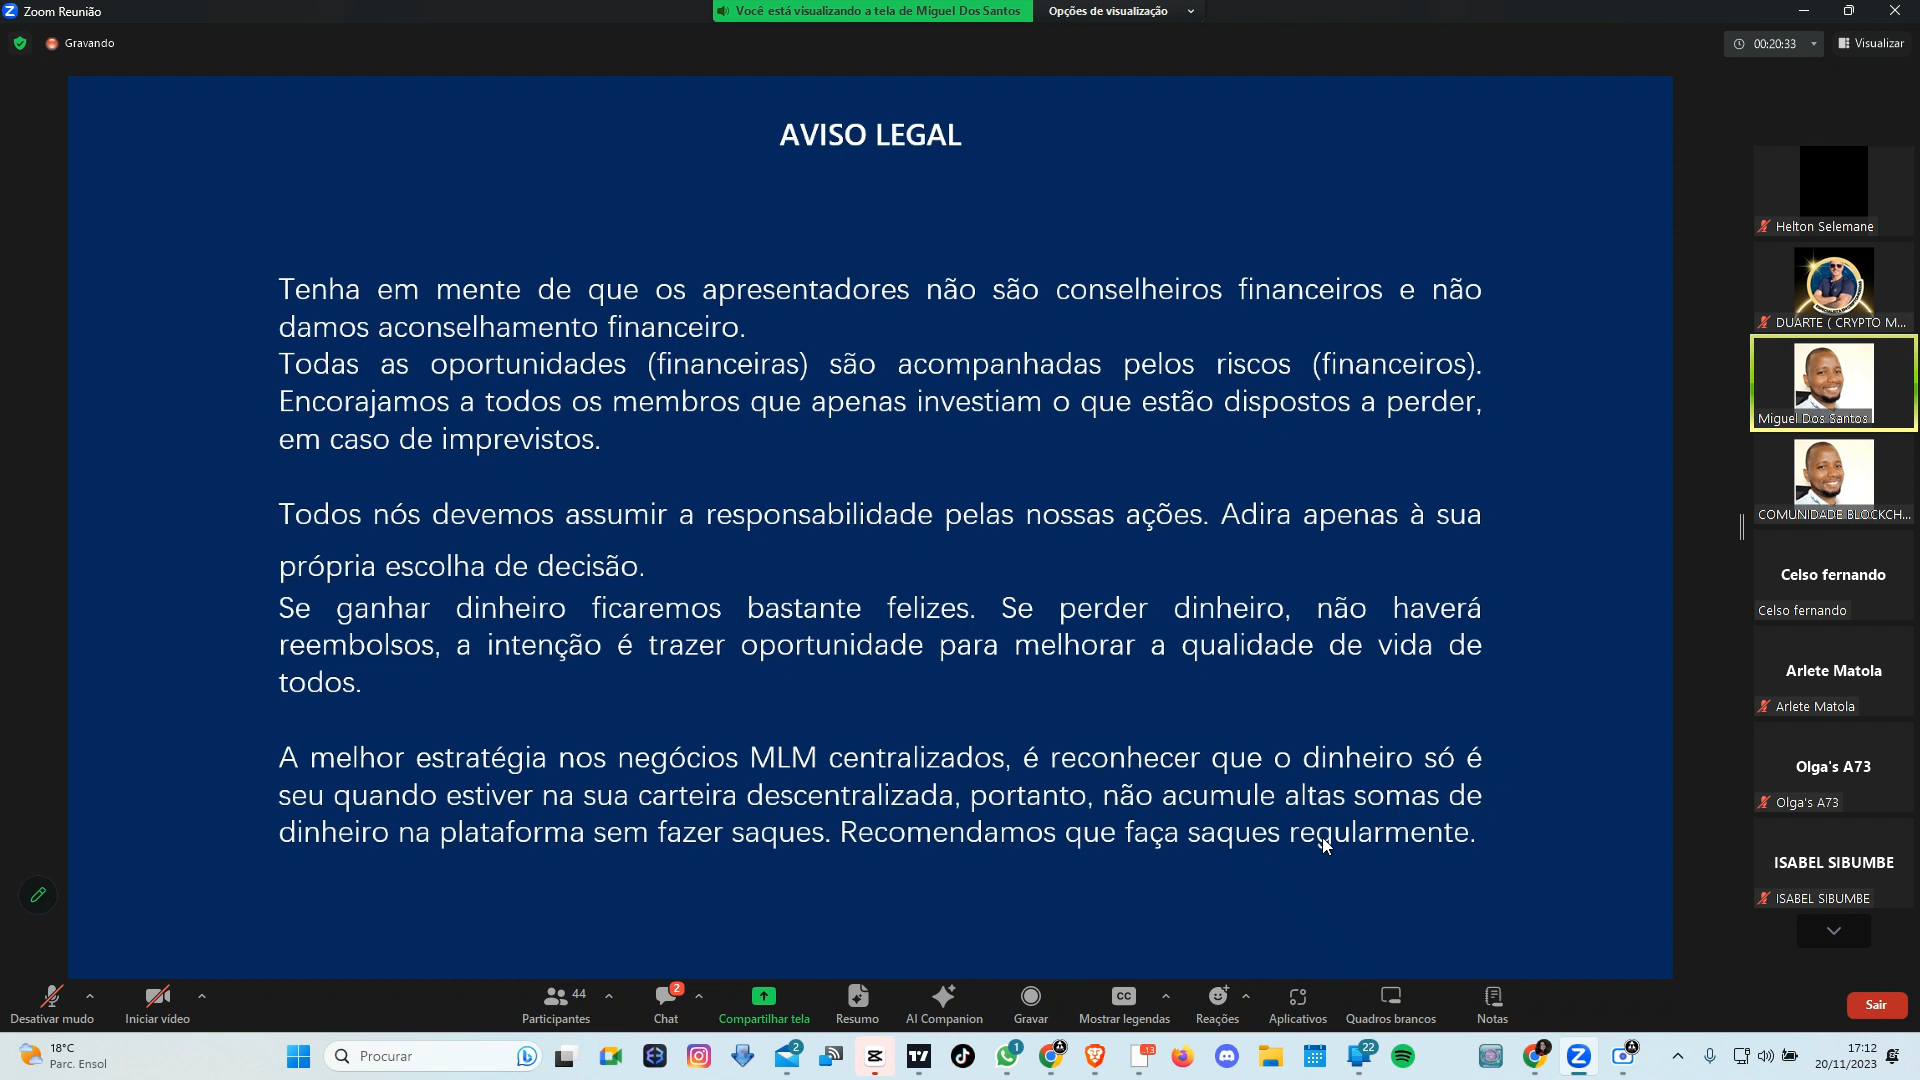 Zoom Reunião
Você está visualizando a tela de Miguel Dos Santos
Opções de visualização
Gravando
00:20:33
Visualizar
AVISO LEGAL
Tenha em mente de que os apresentadores não são conselheiros financeiros e não
damos aconselhamento financeiro.
Todas as oportunidades (financeiras) são acompanhadas pelos riscos (financeiros).
Encorajamos a todos os membros que apenas investiam o que estão dispostos a perder,
em caso de imprevistos.
Todos nós devemos assumir a responsabilidade pelas nossas ações. Adira apenas à sua
própria escolha de decisão.
Se ganhar dinheiro ficaremos bastante felizes. Se perder dinheiro, não haverá
reembolsos, a intenção é trazer oportunidade para melhorar a qualidade de vida de
todos.
A melhor estratégia nos negócios MLM centralizados, é reconhecer que o dinheiro só é
seu quando estiver na sua carteira descentralizada, portanto, não acumule altas somas de
dinheiro na plataforma sem fazer saques. Recomendamos que faça saques regularmente.
Helton Selemane
DUARTE ( CRYPTO M...
Miguel Dos Santos
COMUNIDADE BLOCKCH...
Celso fernando
Celso fernando
Arlete Matola
Arlete Matola
Olga's A73
Olga's A73
ISABEL SIBUMBE
ISABEL SIBUMBE
Desativar mudo
Iniciar vídeo
44
Participantes
2
Chat
Compartilhar tela
Resumo
AI Companion
Gravar
CC
Mostrar legendas
Reações
Aplicativos
Quadros brancos
Notas
Sair
18°C
Parc. Ensol
Procurar
2
1
13
22
17:12
20/11/2023